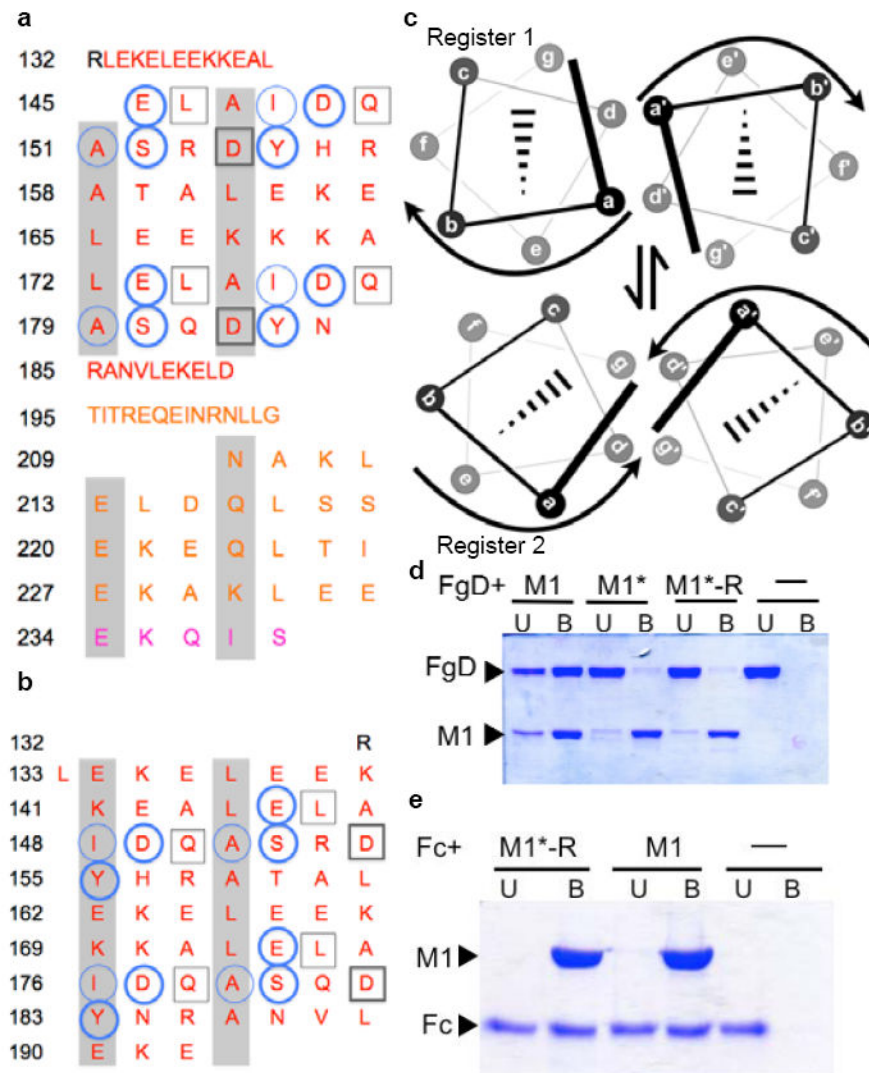 a
132 RLEKELEEKKEAL
145 E L A I D Q
151 A S R D Y H R
158 A T A L E K E
165 L E E K K K A
172 L E L A I D Q
179 A S Q D Y N
185 RANVLEKELD
195 TITREQEINRNLLG
209 N A K L
213 E L D Q L S S
220 E K E Q L T I
227 E K A K L E E
234 E K Q I S
b
132 R
133 L E K E L E E K
141 K E A L E L A
148 I D Q A S R D
155 Y H R A T A L
162 E K E L E E K
169 K K A L E L A
176 I D Q A S Q D
183 Y N R A N V L
190 E K E
c
Register 1
g e'
c b'
d a'
f f'
d'
a
b c'
e g'
c a'
f e'
g d'
b b'
d g'
e f'
a c'
Register 2
d
FgD+ M1 M1* M1*-R —
U B U B U B U B
FgD
M1
e
Fc+ M1*-R M1 —
U B U B U B
M1
Fc